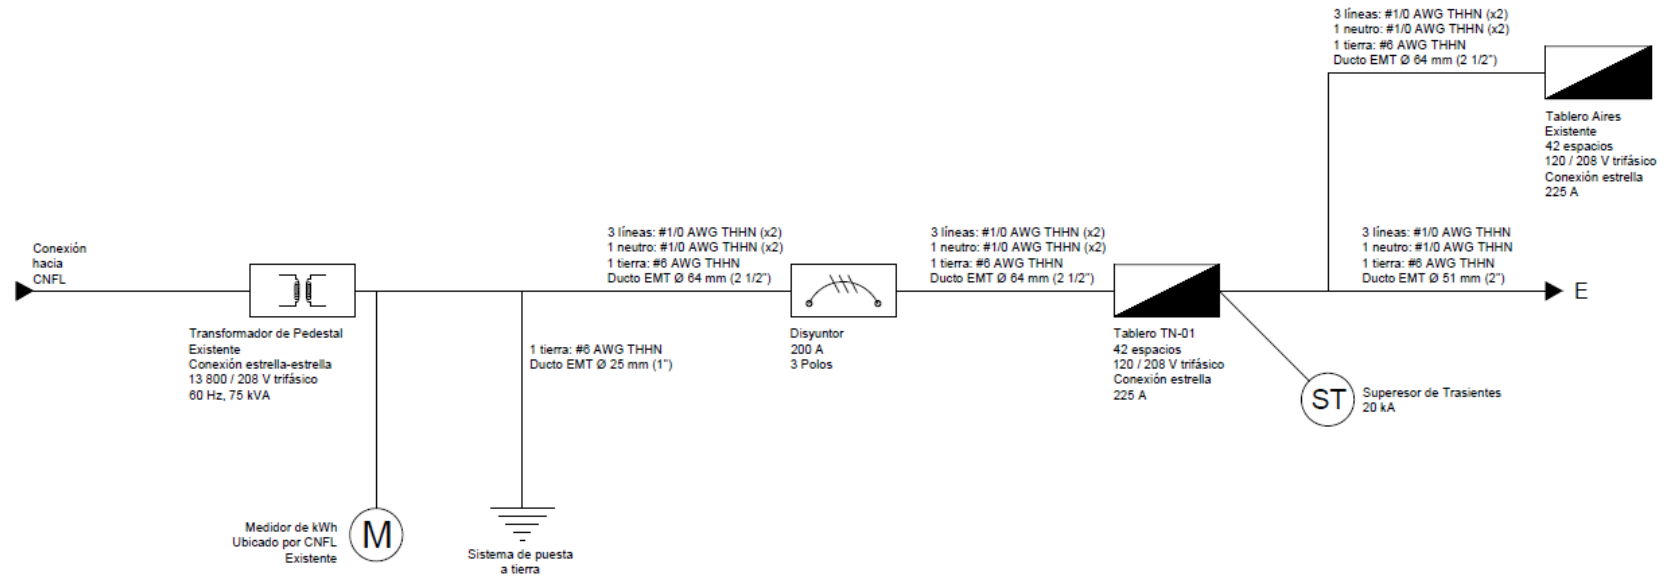 3 líneas: #1/0 AWG THHN (x2)
1 neutro: #1/0 AWG THHN (x2)
1 tierra: #6 AWG THHN
Ducto EMT Ø 64 mm (2 1/2")
Tablero Aires
Existente
42 espacios
120 / 208 V trifásico
Conexión estrella
225 A
Conexión
hacia
CNFL
Transformador de Pedestal
Existente
Conexión estrella-estrella
13 800 / 208 V trifásico
60 Hz, 75 kVA
Medidor de kWh
Ubicado por CNFL
Existente
M
1 tierra: #6 AWG THHN
Ducto EMT Ø 25 mm (1")
Sistema de puesta
a tierra
3 líneas: #1/0 AWG THHN (x2)
1 neutro: #1/0 AWG THHN (x2)
1 tierra: #6 AWG THHN
Ducto EMT Ø 64 mm (2 1/2")
Disyuntor
200 A
3 Polos
3 líneas: #1/0 AWG THHN (x2)
1 neutro: #1/0 AWG THHN (x2)
1 tierra: #6 AWG THHN
Ducto EMT Ø 64 mm (2 1/2")
Tablero TN-01
42 espacios
120 / 208 V trifásico
Conexión estrella
225 A
3 líneas: #1/0 AWG THHN
1 neutro: #1/0 AWG THHN
1 tierra: #6 AWG THHN
Ducto EMT Ø 51 mm (2")
E
ST
Superesor de Trasientes
20 kA